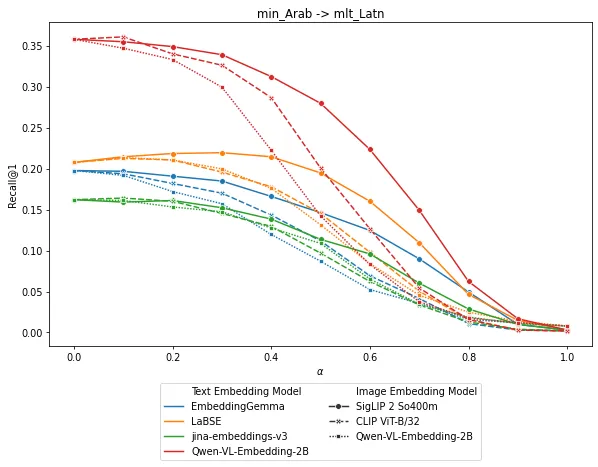 min_Arab -> mlt_Latn
Recall@1
0.35
0.30
0.25
0.20
0.15
0.10
0.05
0.00
0.0
0.2
0.4
0.6
0.8
1.0
α
Text Embedding Model
EmbeddingGemma
LaBSE
jina-embeddings-v3
Qwen-VL-Embedding-2B
Image Embedding Model
SigLIP 2 So400m
CLIP ViT-B/32
Qwen-VL-Embedding-2B